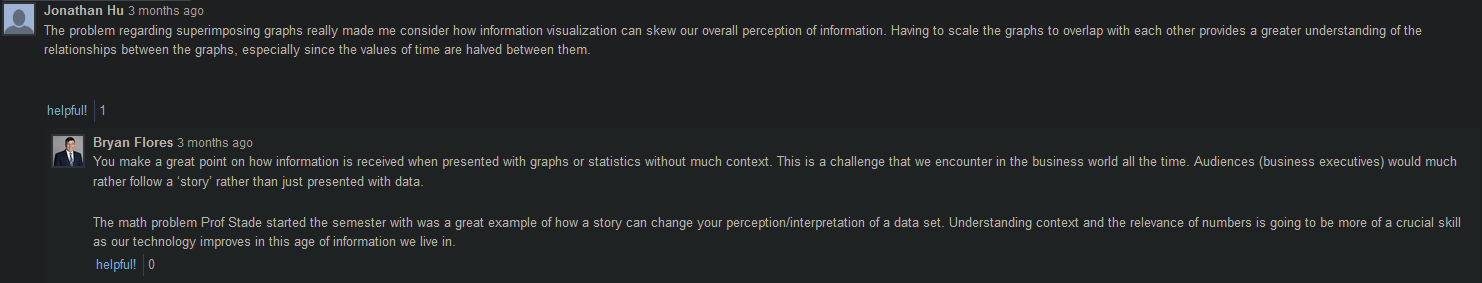 Jonathan Hu 3 months ago
The problem regarding superimposing graphs really made me consider how information visualization can skew our overall perception of information. Having to scale the graphs to overlap with each other provides a greater understanding of the
relationships between the graphs, especially since the values of time are halved between them.
helpful! 1
Bryan Flores 3 months ago
You make a great point on how information is received when presented with graphs or statistics without much context. This is a challenge that we encounter in the business world all the time. Audiences (business executives) would much
rather follow a ‘story’ rather than just presented with data.
The math problem Prof Stade started the semester with was a great example of how a story can change your perception/interpretation of a data set. Understanding context and the relevance of numbers is going to be more of a crucial skill
as our technology improves in this age of information we live in.
helpful! 0